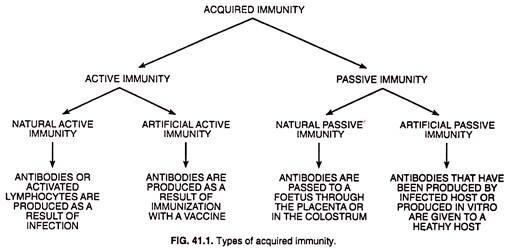 ACQUIRED IMMUNITY
ACTIVE IMMUNITY
PASSIVE IMMUNITY
NATURAL ACTIVE
IMMUNITY
ARTIFICIAL ACTIVE
IMMUNITY
NATURAL PASSIVE
IMMUNITY
ARTIFICIAL PASSIVE
IMMUNITY
ANTIBODIES OR
ACTIVATED
LYMPHOCYTES ARE
PRODUCED AS A
RESULT OF
INFECTION
ANTIBODIES ARE
PRODUCED AS A
RESULT OF
IMMUNIZATION
WITH A VACCINE
ANTIBODIES ARE
PASSED TO A
FOETUS THROUGH
THE PLACENTA OR
IN THE COLOSTRUM
ANTIBODIES THAT HAVE
BEEN PRODUCED BY
INFECTED HOST OR
PRODUCED IN VITRO
ARE GIVEN TO A
HEATHY HOST
FIG. 41.1. Types of acquired immunity.